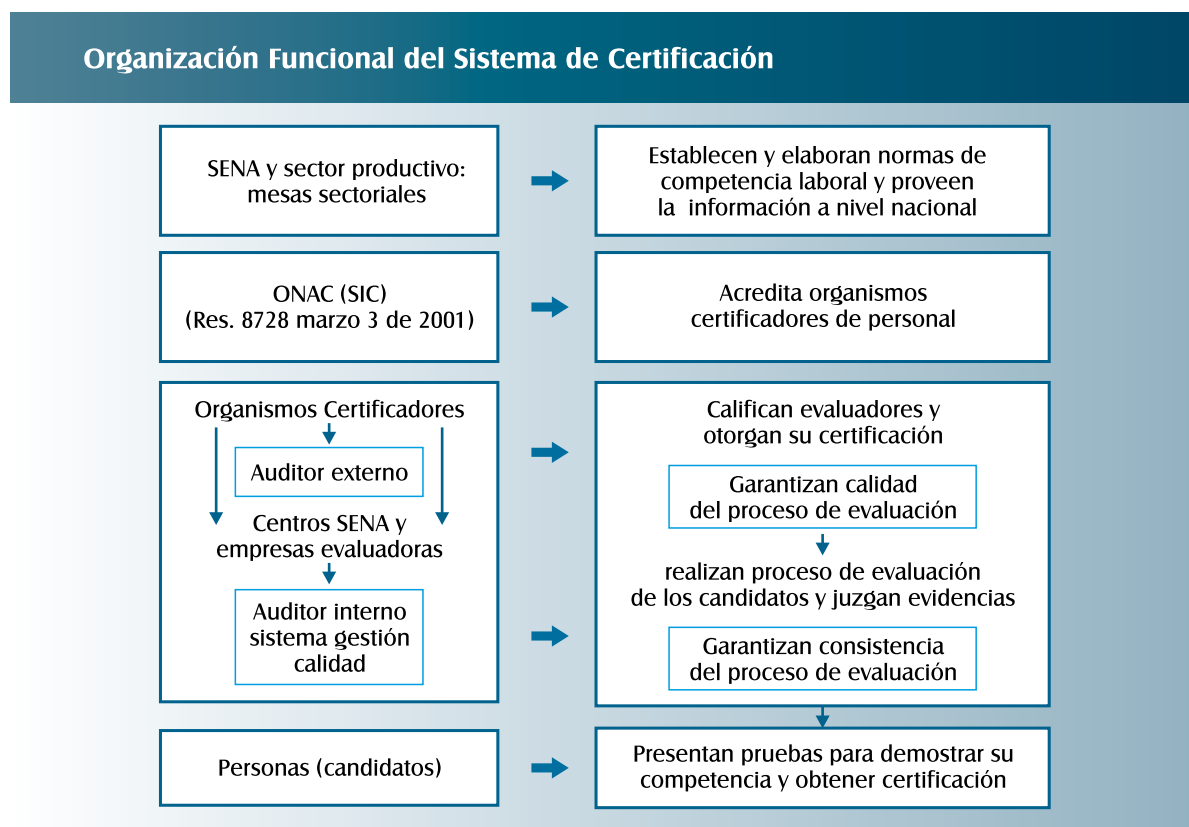 Organización Funcional del Sistema de Certificación
SENA y sector productivo:
mesas sectoriales
Establecen y elaboran normas de
competencia laboral y proveen
la información a nivel nacional
ONAC (SIC)
(Res. 8728 marzo 3 de 2001)
Acredita organismos
certificadores de personal
Organismos Certificadores
Auditor externo
Centros SENA y
empresas evaluadoras
Auditor interno
sistema gestión
calidad
Califican evaluadores y
otorgan su certificación
Garantizan calidad
del proceso de evaluación
realizan proceso de evaluación
de los candidatos y juzgan evidencias
Garantizan consistencia
del proceso de evaluación
Personas (candidatos)
Presentan pruebas para demostrar su
competencia y obtener certificación